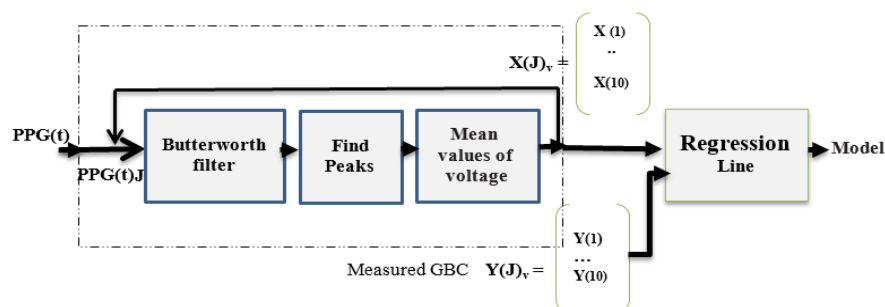 X (1)
..
X(J)v =
X(10)
PPG(t)
PPG(t)J
Butterworth
filter
Find
Peaks
Mean
values of
voltage
Regression
Line
Model
Y(1)
...
Measured GBC Y(J)v =
Y(10)